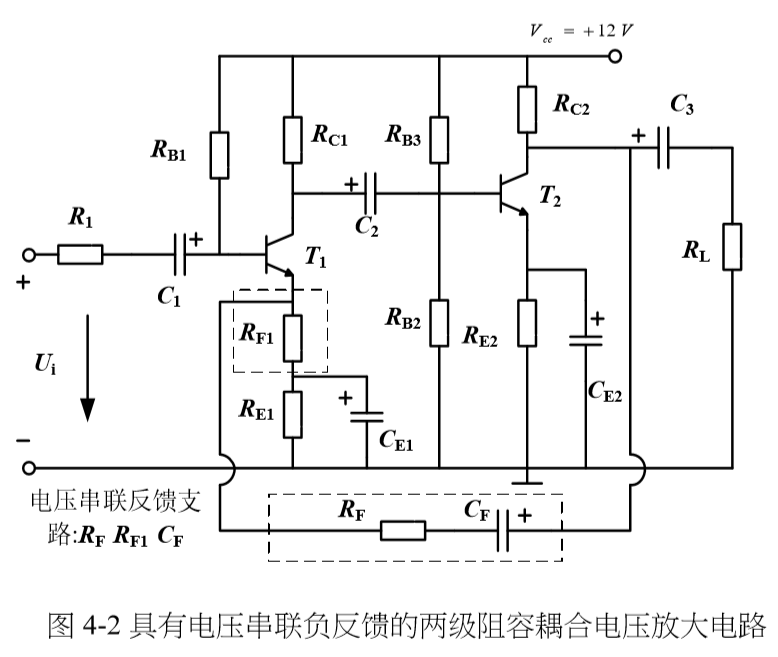 V cc = +12 V
RC2
C3
+
RB1
RC1
RB3
+
T2
R1
C2
+
T1
RL
+
C1
RF1
RB2
RE2
+
Ui
+
RE1
CE2
CE1
−
电压串联反馈支
路:RF RF1 CF
RF
CF
+
图 4-2 具有电压串联负反馈的两级阻容耦合电压放大电路